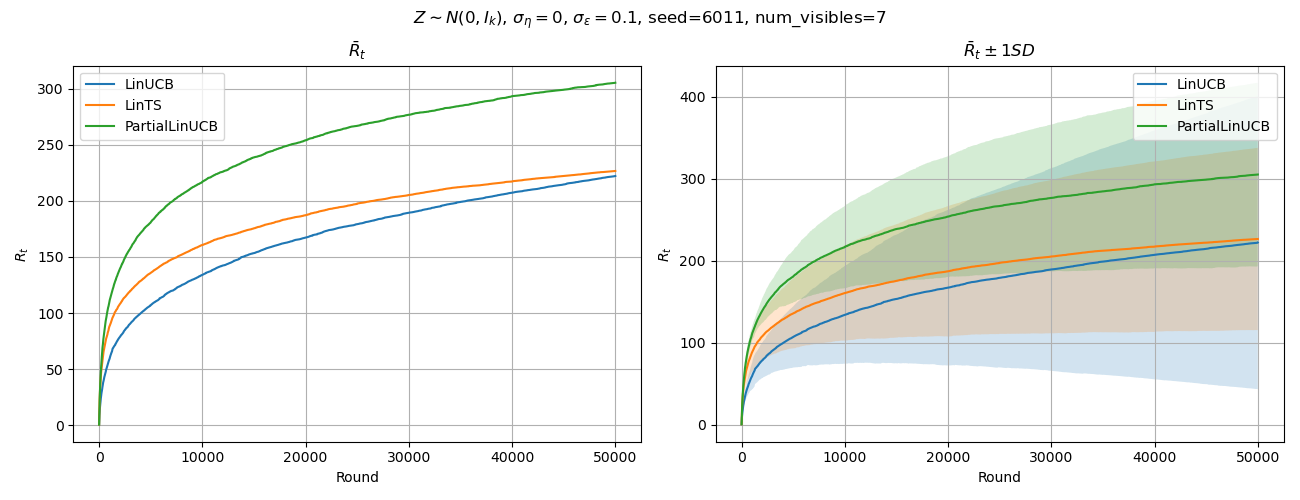 Z ~ N(0, I_k), σ_η = 0, σ_ε = 0.1, seed=6011, num_visibles=7
R̄_t
R̄_t ± 1SD
LinUCB
LinTS
PartialLinUCB
LinUCB
LinTS
PartialLinUCB
300
250
200
150
100
50
0
R_t
400
300
200
100
0
R_t
0 10000 20000 30000 40000 50000
0 10000 20000 30000 40000 50000
Round
Round